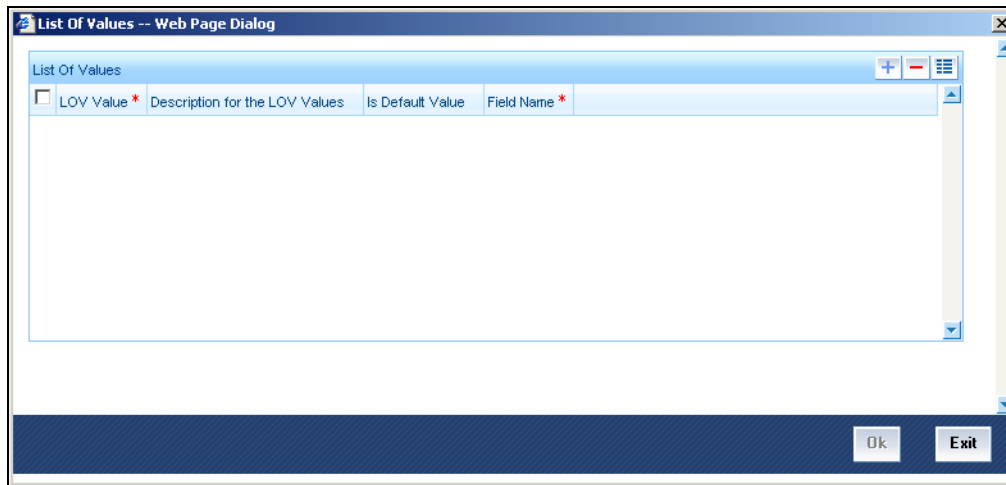 List Of Values -- Web Page Dialog
List Of Values
LOV Value * Description for the LOV Values Is Default Value Field Name *
Ok Exit